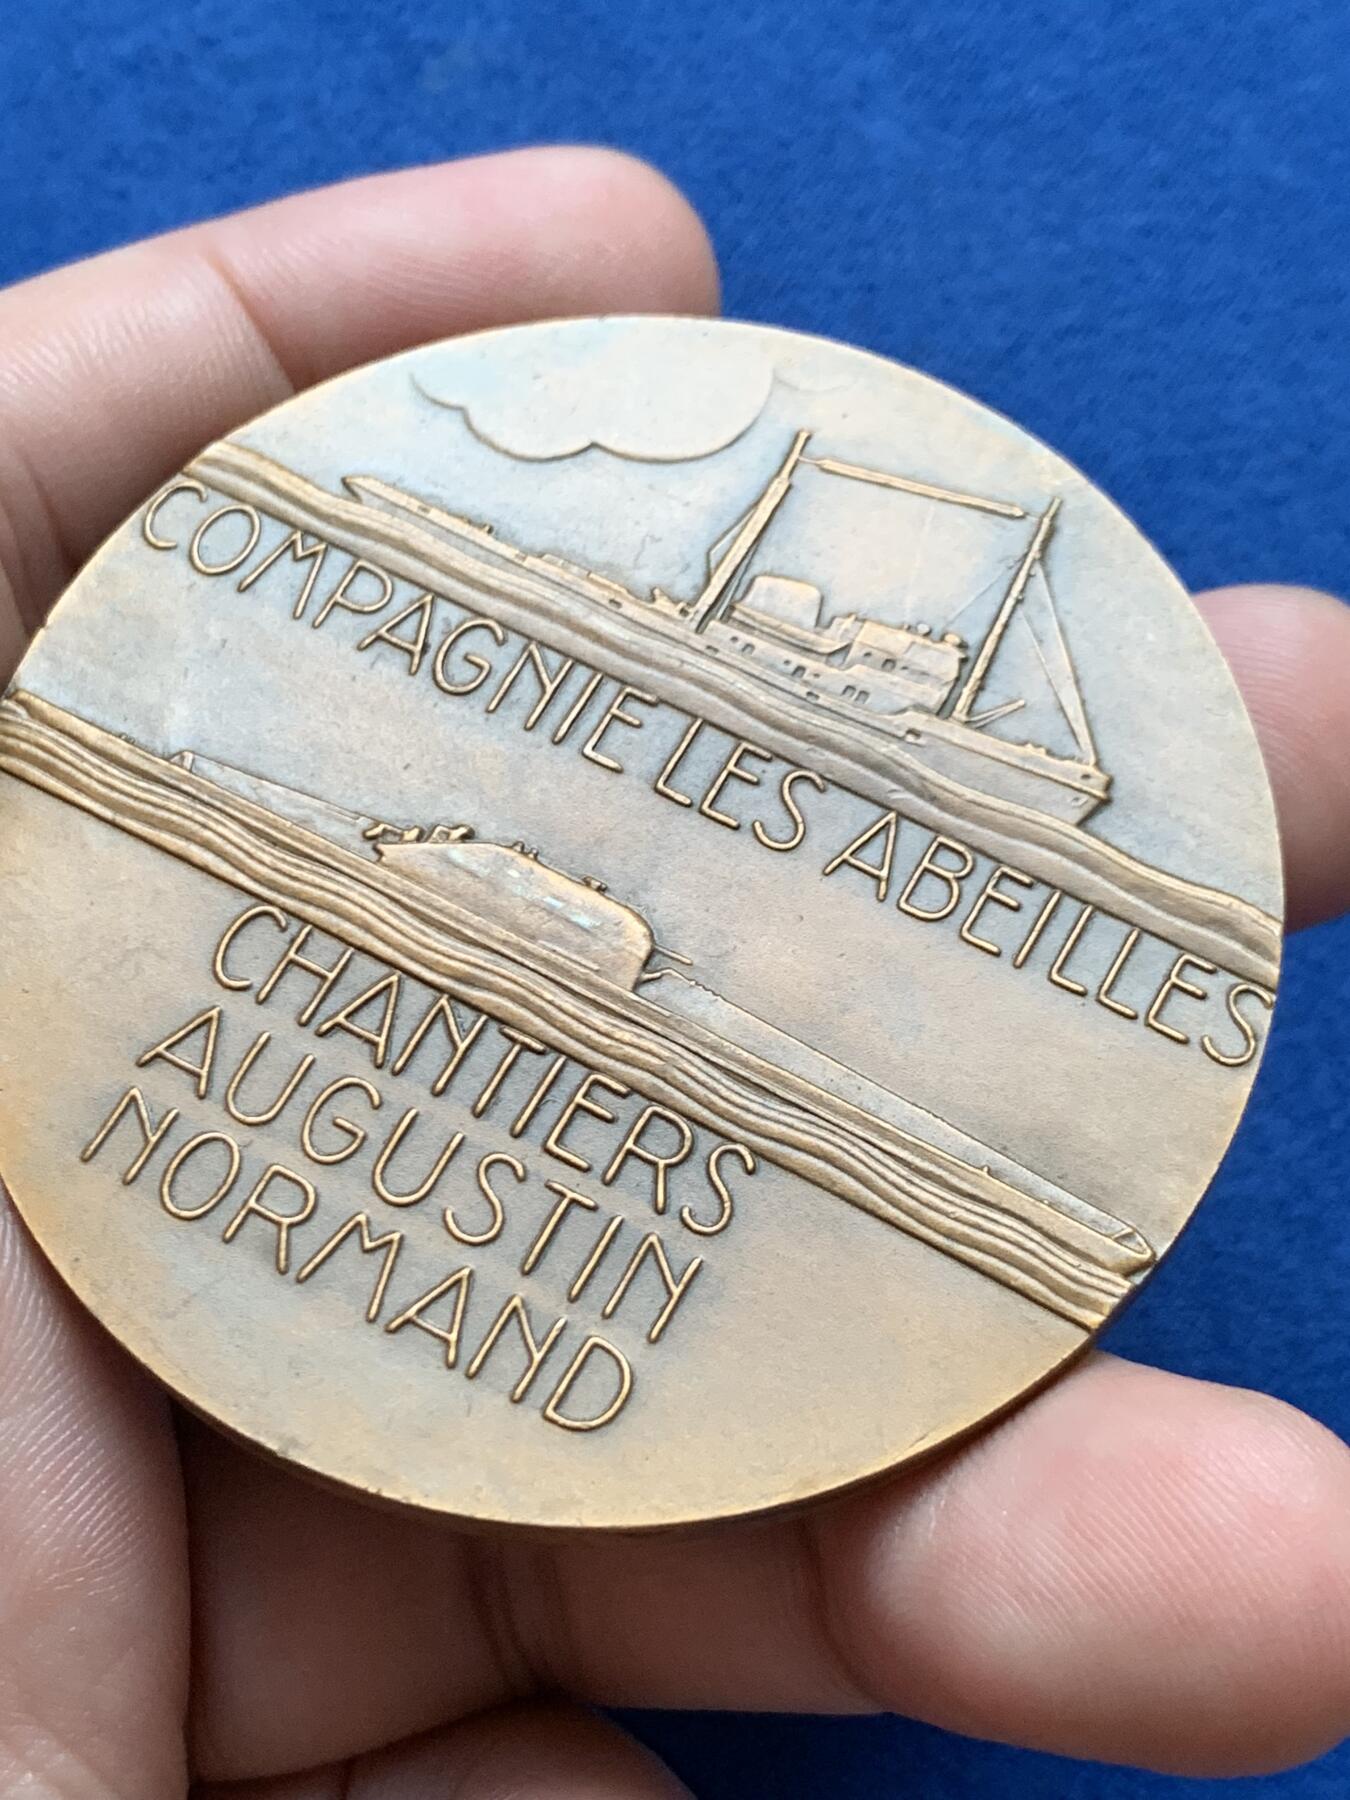 COMPAGNIE LES ABEILLES
CHANTIERS
AUGUSTIN
NORMAND